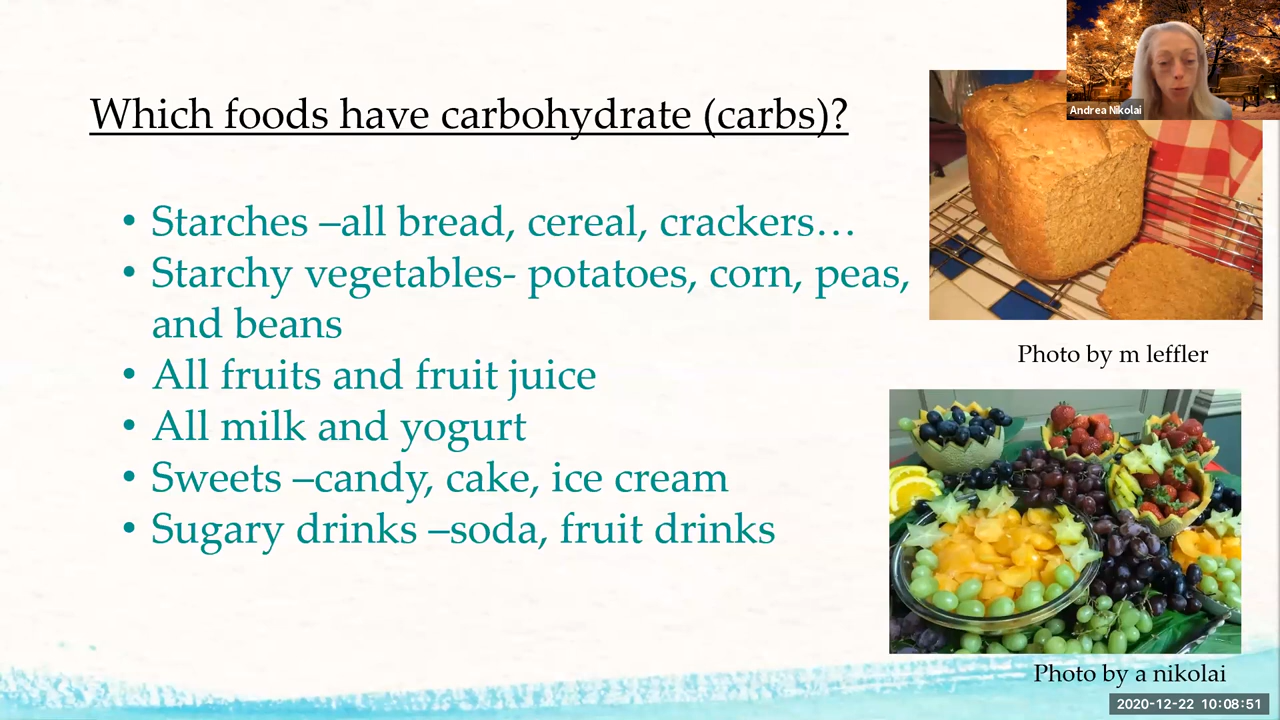 Which foods have carbohydrate (carbs)?
• Starches –all bread, cereal, crackers…
• Starchy vegetables- potatoes, corn, peas,
and beans
• All fruits and fruit juice
• All milk and yogurt
• Sweets –candy, cake, ice cream
• Sugary drinks –soda, fruit drinks
Andrea Nikolai
Photo by m leffler
Photo by a nikolai
2020-12-22 10:08:51